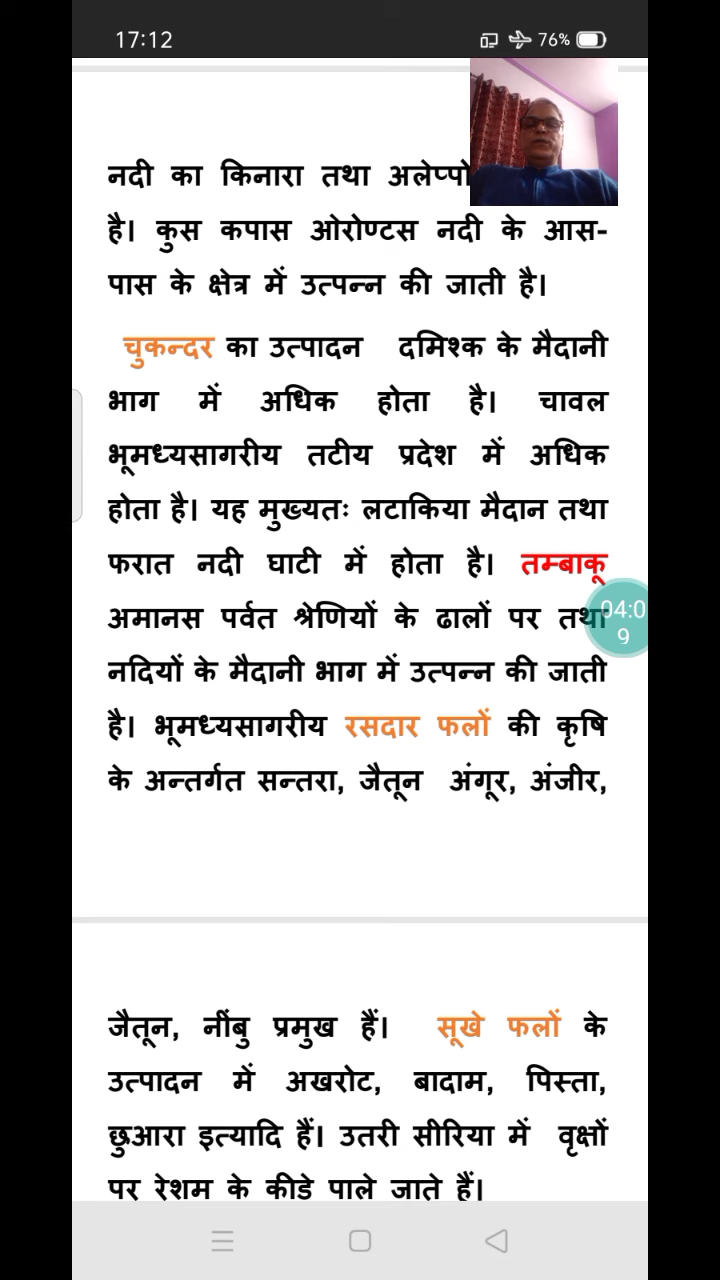 17:12
76%
नदी का किनारा तथा अलेप्पो
है। कुस कपास ओरोण्टस नदी के आस-
पास के क्षेत्र में उत्पन्न की जाती है।
चुकन्दर का उत्पादन दमिश्क के मैदानी
भाग में अधिक होता है। चावल
भूमध्यसागरीय तटीय प्रदेश में अधिक
होता है। यह मुख्यतः लटाकिया मैदान तथा
फरात नदी घाटी में होता है। तम्बाकू
अमानस पर्वत श्रेणियों के ढालों पर तथा
04:0
9
नदियों के मैदानी भाग में उत्पन्न की जाती
है। भूमध्यसागरीय रसदार फलों की कृषि
के अन्तर्गत सन्तरा, जैतून अंगूर, अंजीर,
जैतून, नींबु प्रमुख हैं। सूखे फलों के
उत्पादन में अखरोट, बादाम, पिस्ता,
छुआरा इत्यादि हैं। उतरी सीरिया में वृक्षों
पर रेशम के कीडे पाले जाते हैं।